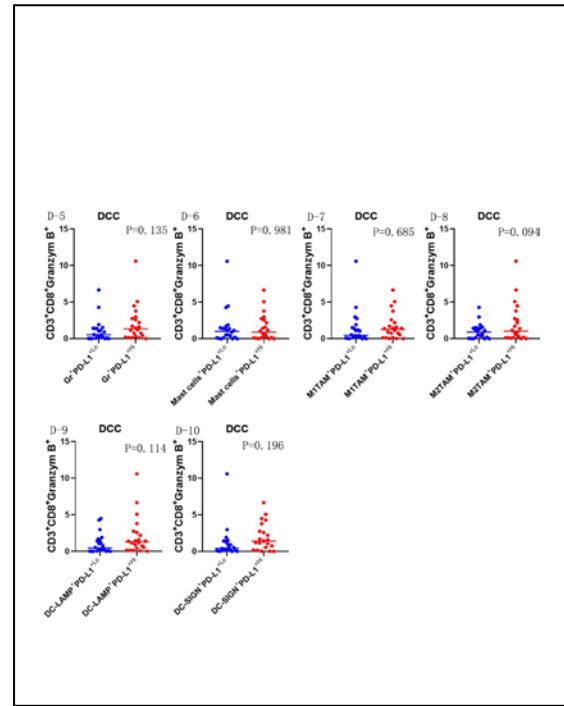 D-5 DCC
P=0.135
CD3+CD8+Granzym B+
15
10
5
0
Gr+PD-L1+Lo
Gr+PD-L1+Hi
D-6 DCC
P=0.981
CD3+CD8+Granzym B+
15
10
5
0
Mast cells+PD-L1+Lo
Mast cells+PD-L1+Hi
D-7 DCC
P=0.685
CD3+CD8+Granzym B+
15
10
5
0
M1TAM+PD-L1+Lo
M1TAM+PD-L1+Hi
D-8 DCC
P=0.094
CD3+CD8+Granzym B+
15
10
5
0
M2TAM+PD-L1+Lo
M2TAM+PD-L1+Hi
D-9 DCC
P=0.114
CD3+CD8+Granzym B+
15
10
5
0
DC-LAMP+PD-L1+Lo
DC-LAMP+PD-L1+Hi
D-10 DCC
P=0.196
CD3+CD8+Granzym B+
15
10
5
0
DC-SIGN+PD-L1+Lo
DC-SIGN+PD-L1+Hi